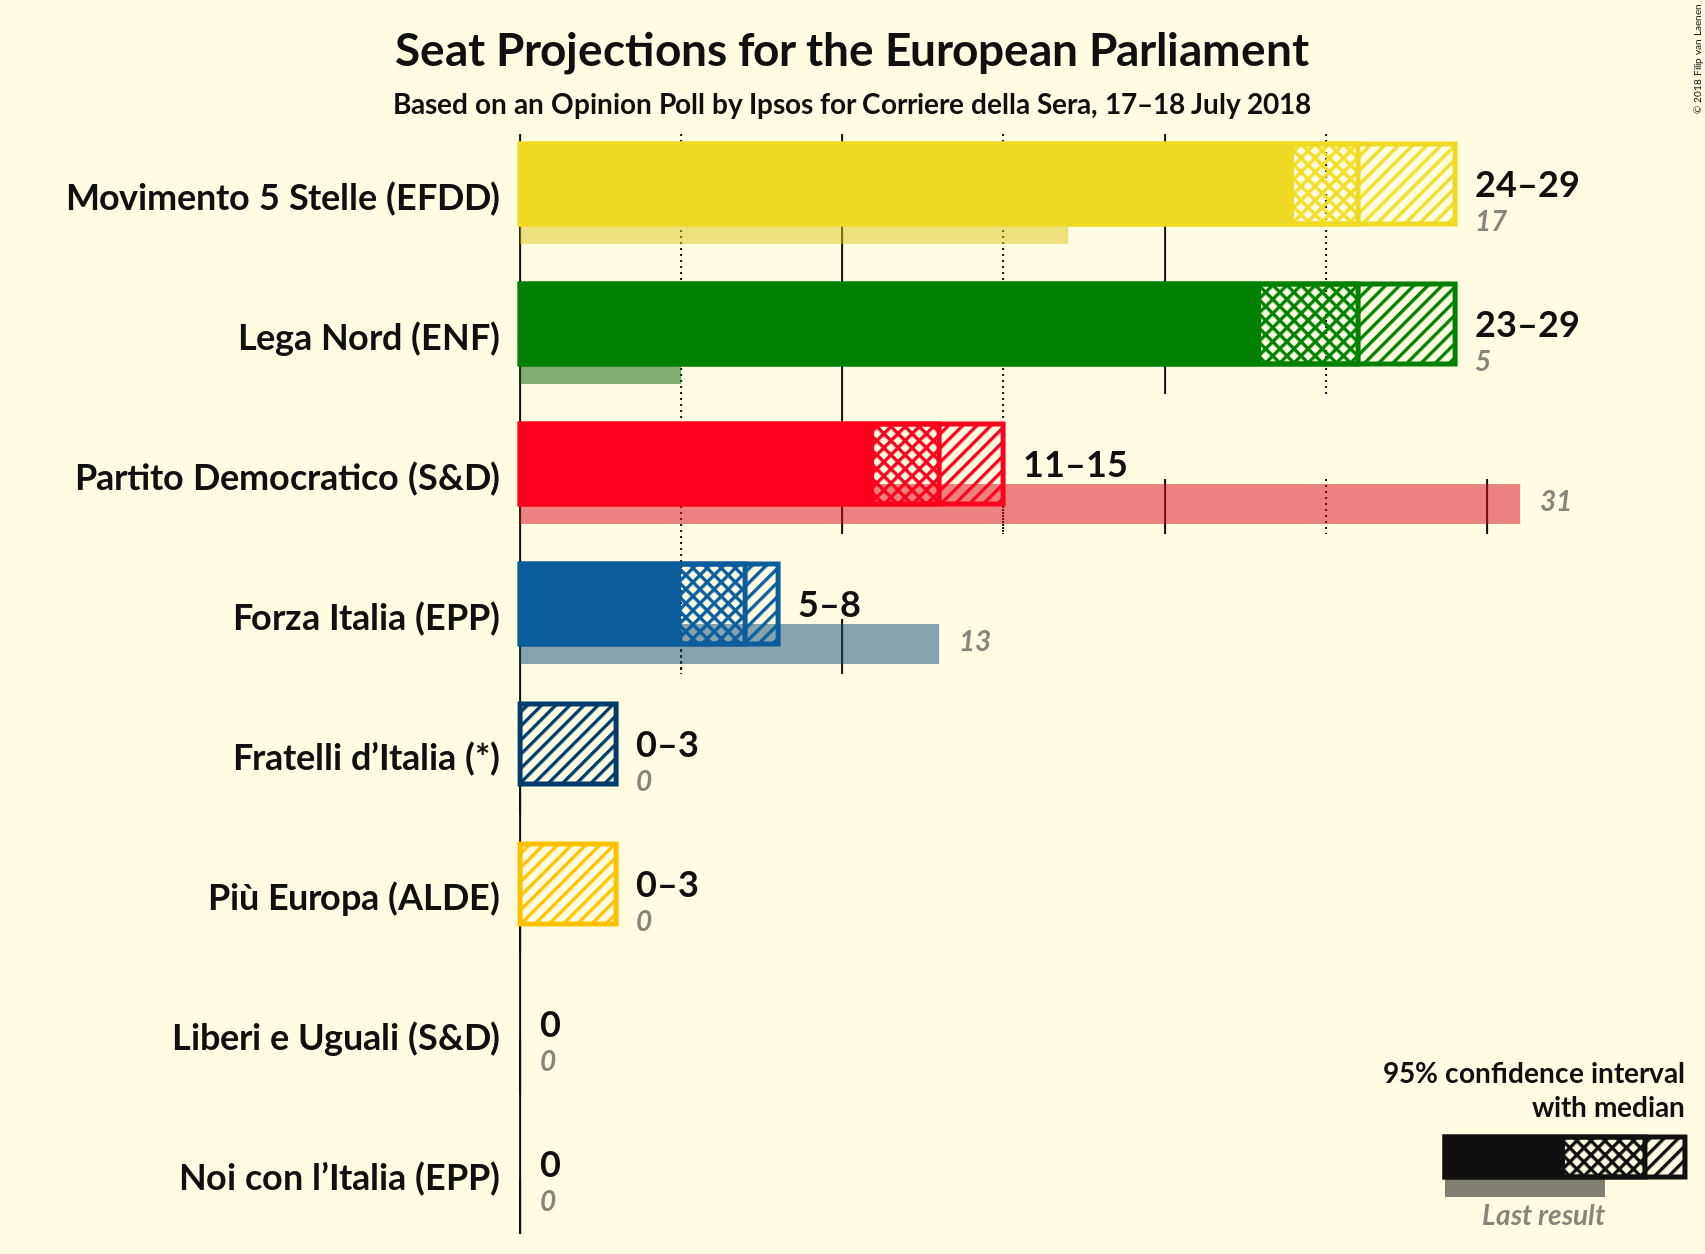 Seat Projections for the European Parliament
Based on an Opinion Poll by Ipsos for Corriere della Sera, 17–18 July 2018
© 2018 Filip van Laenen
Movimento 5 Stelle (EFDD)
24–29
17
Lega Nord (ENF)
23–29
5
Partito Democratico (S&D)
11–15
31
Forza Italia (EPP)
5–8
13
Fratelli d’Italia (*)
0–3
0
Più Europa (ALDE)
0–3
0
Liberi e Uguali (S&D)
0
0
Noi con l’Italia (EPP)
0
0
95% confidence interval
with median
Last result